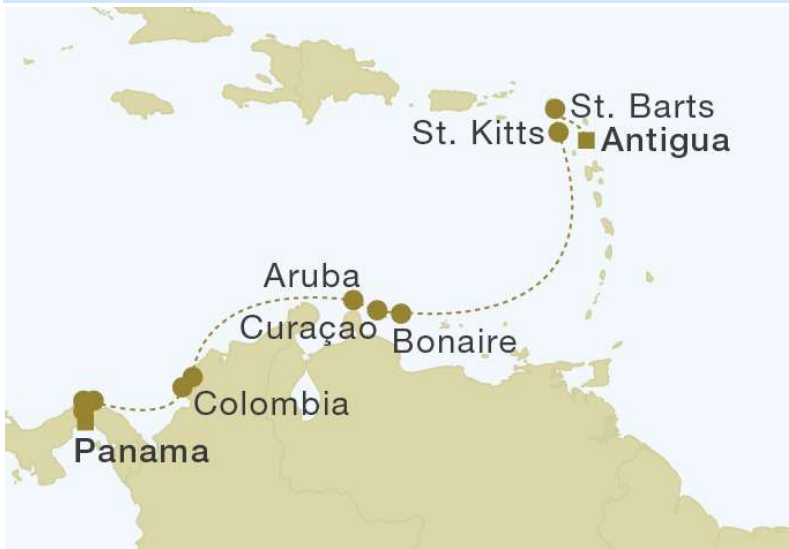 St. Barts
St. Kitts
Antigua
Aruba
Curaçao
Bonaire
Colombia
Panama